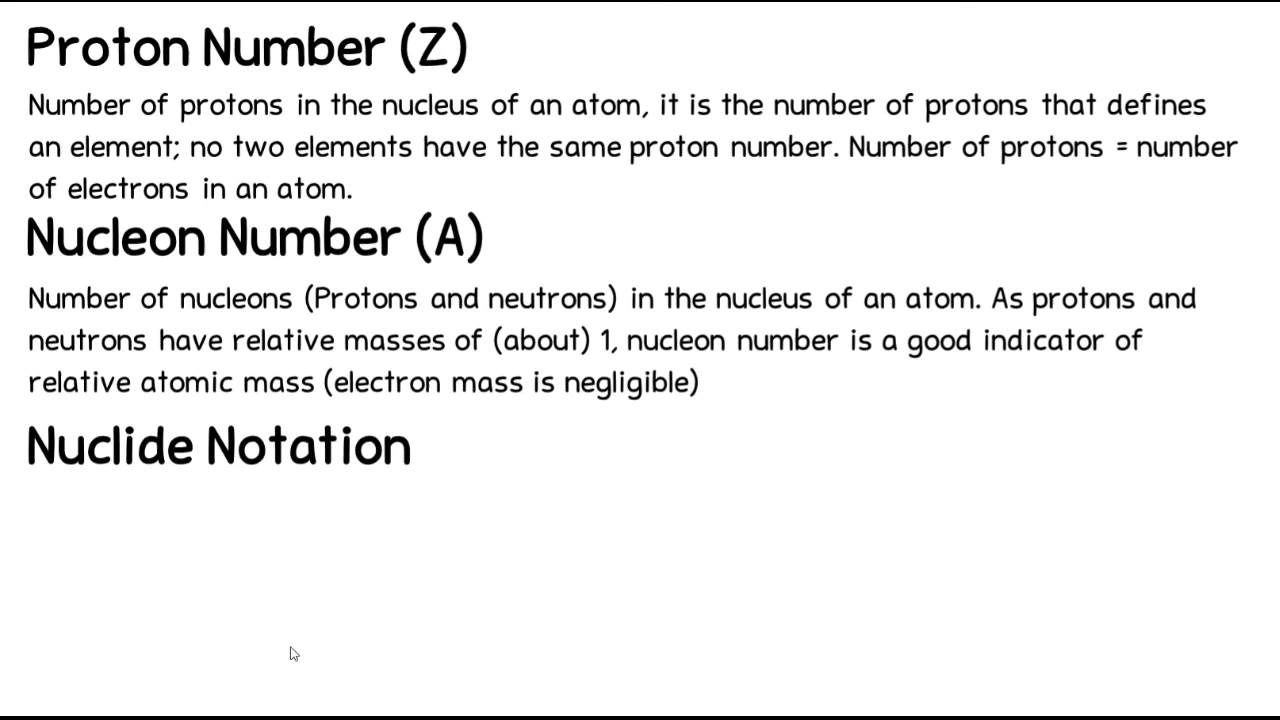 Proton Number (Z)
Number of protons in the nucleus of an atom, it is the number of protons that defines
an element; no two elements have the same proton number. Number of protons = number
of electrons in an atom.
Nucleon Number (A)
Number of nucleons (Protons and neutrons) in the nucleus of an atom. As protons and
neutrons have relative masses of (about) 1, nucleon number is a good indicator of
relative atomic mass (electron mass is negligible)
Nuclide Notation